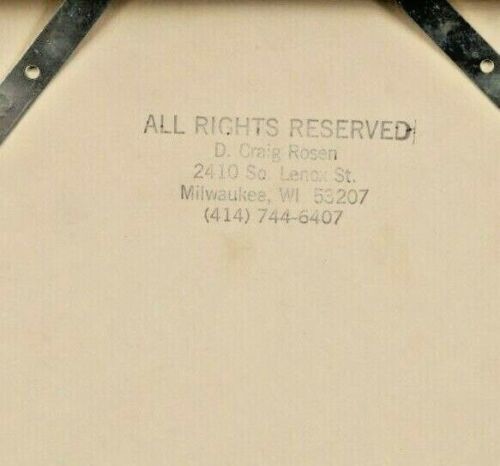 ALL RIGHTS RESERVED
D. Craig Rosen
2410 So. Lenox St.
Milwaukee, WI 53207
(414) 744-6407